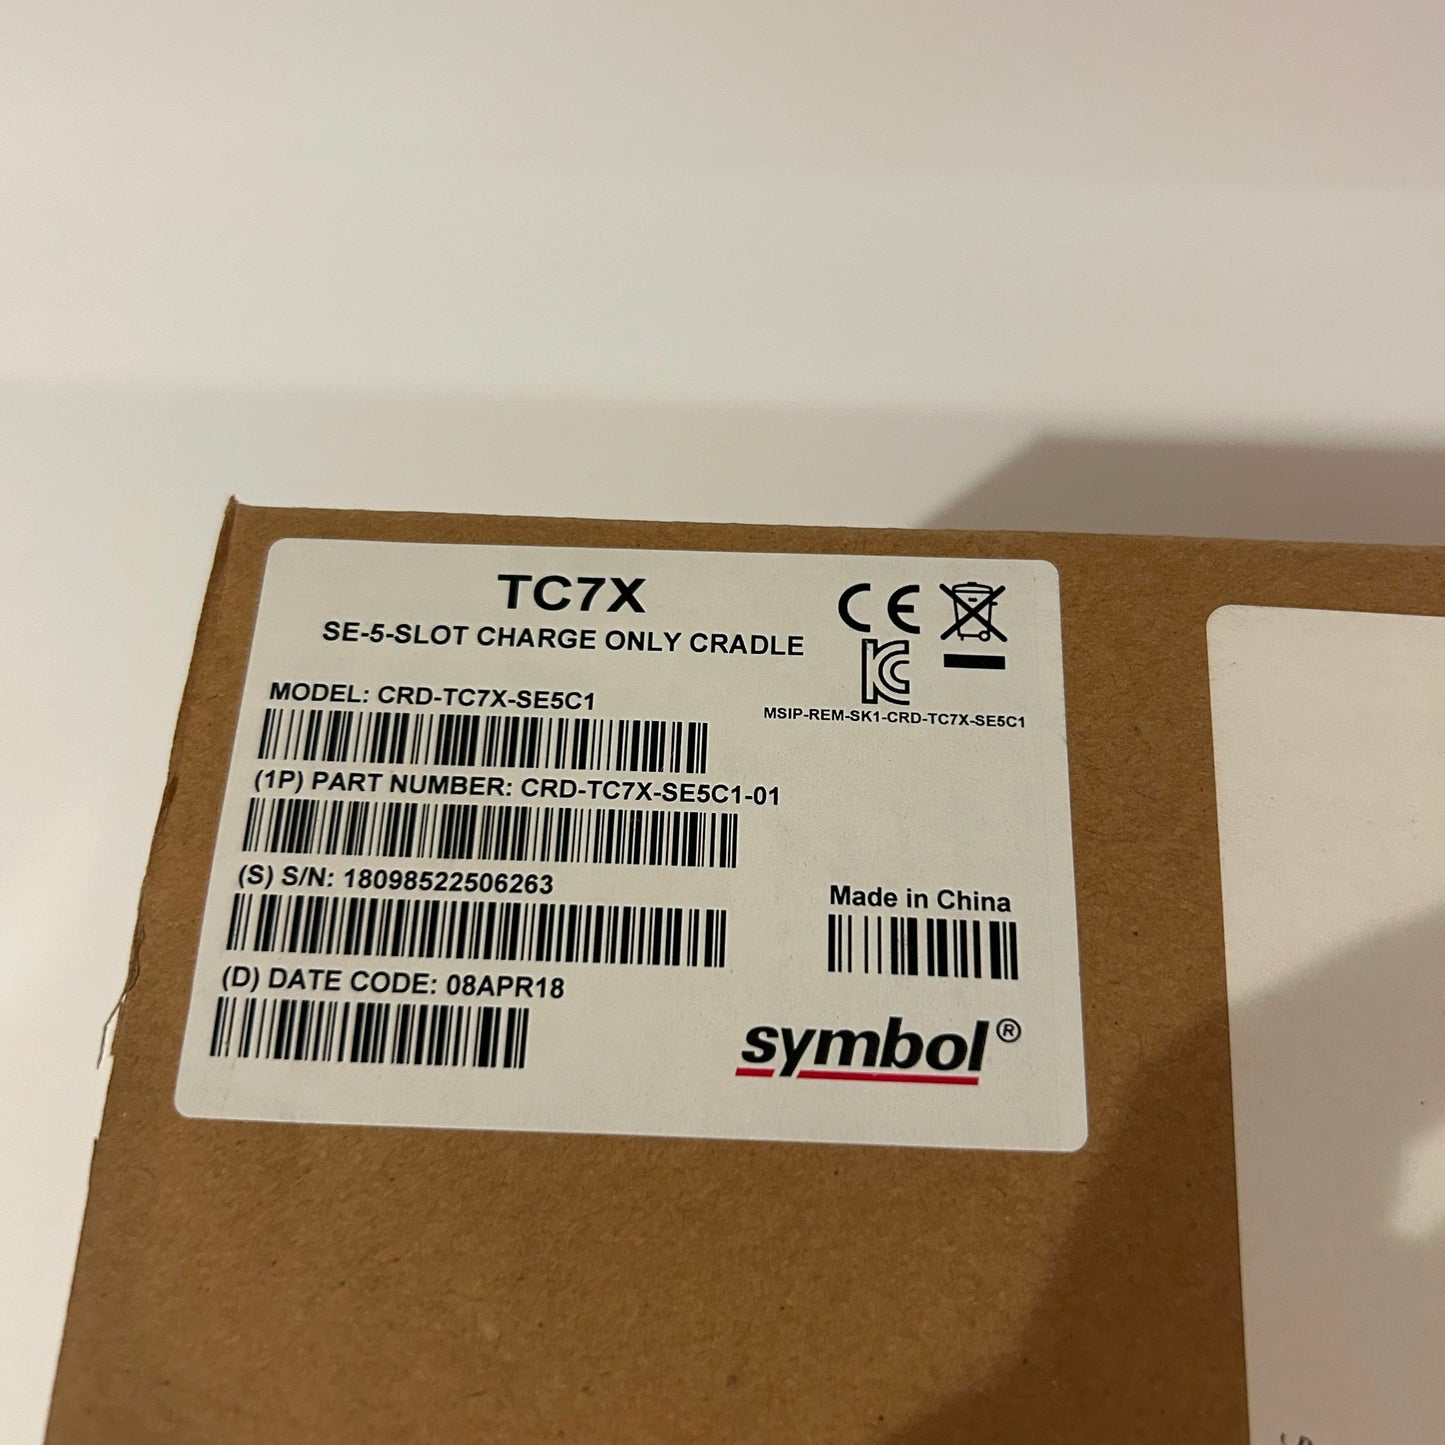 TC7X
SE-5-SLOT CHARGE ONLY CRADLE
CE
MSIP-REM-SK1-CRD-TC7X-SE5C1
MODEL: CRD-TC7X-SE5C1
(1P) PART NUMBER: CRD-TC7X-SE5C1-01
(S) S/N: 18098522506263
Made in China
(D) DATE CODE: 08APR18
symbol®